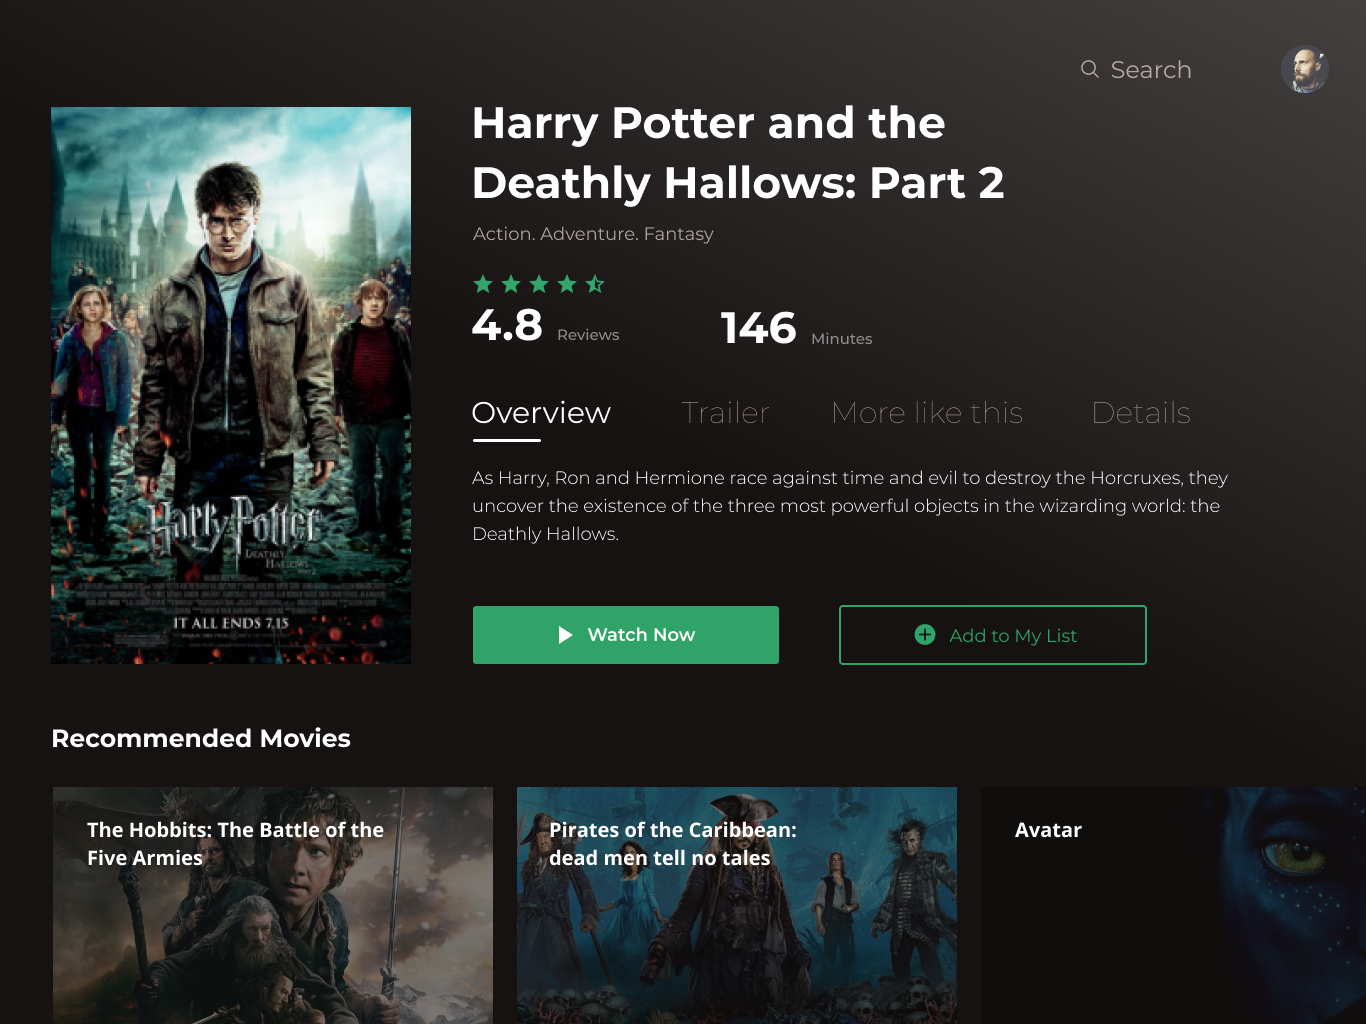 Search
Harry Potter and the
Deathly Hallows: Part 2
Action. Adventure. Fantasy
4.8 Reviews 146 Minutes
Overview Trailer More like this Details
As Harry, Ron and Hermione race against time and evil to destroy the Horcruxes, they
uncover the existence of the three most powerful objects in the wizarding world: the
Deathly Hallows.
Harry Potter
DEATHLY
HALLOWS
IT ALL ENDS 7.15
Watch Now Add to My List
Recommended Movies
The Hobbits: The Battle of the
Five Armies
Pirates of the Caribbean:
dead men tell no tales
Avatar